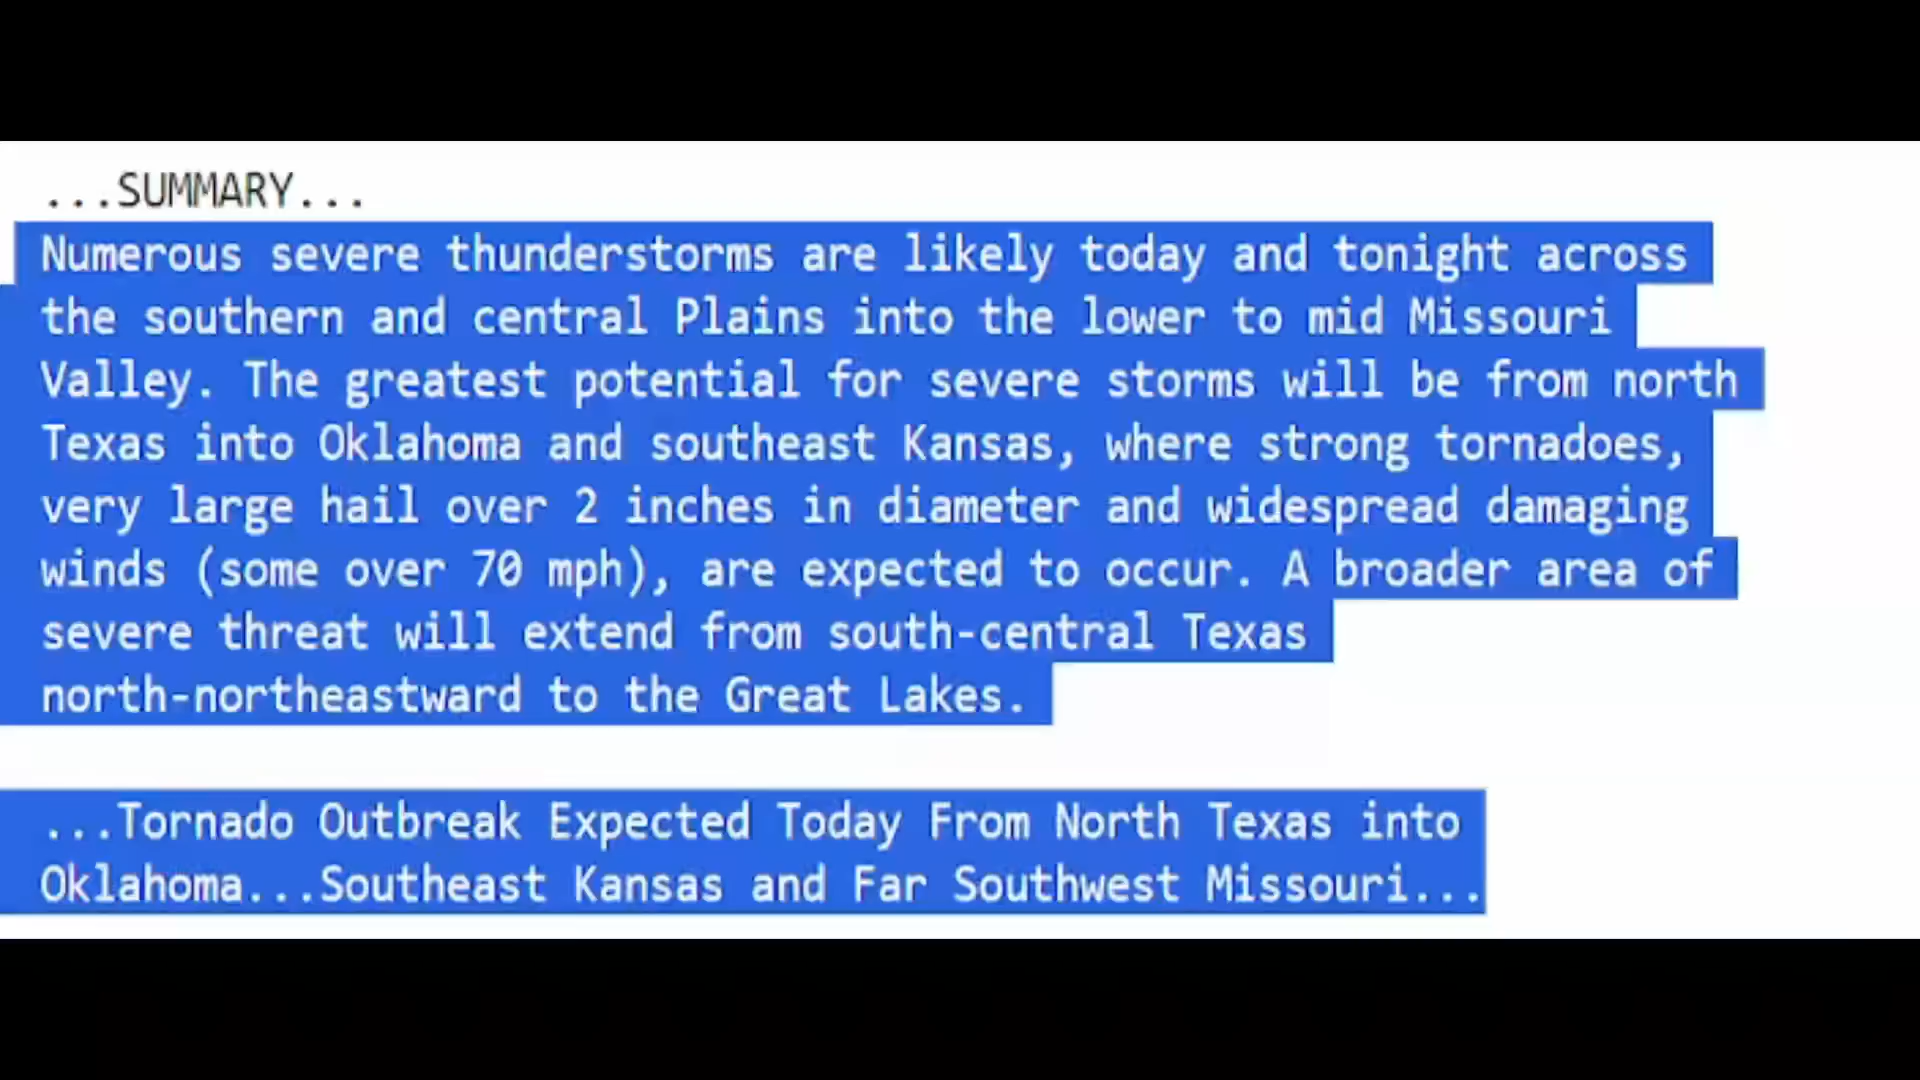 ...SUMMARY...
Numerous severe thunderstorms are likely today and tonight across
the southern and central Plains into the lower to mid Missouri
Valley. The greatest potential for severe storms will be from north
Texas into Oklahoma and southeast Kansas, where strong tornadoes,
very large hail over 2 inches in diameter and widespread damaging
winds (some over 70 mph), are expected to occur. A broader area of
severe threat will extend from south-central Texas
north-northeastward to the Great Lakes.
...Tornado Outbreak Expected Today From North Texas into
Oklahoma...Southeast Kansas and Far Southwest Missouri...